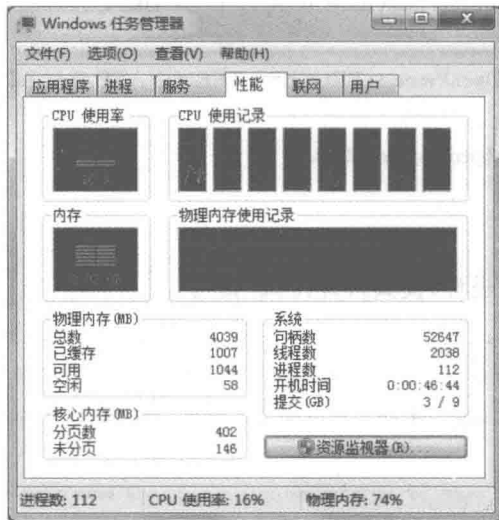 Windows 任务管理器
文件(F) 选项(O) 查看(V) 帮助(H)
应用程序 进程 服务 性能 联网 用户
CPU 使用率 CPU 使用记录
内存 物理内存使用记录
物理内存(MB)
总数 4039
已缓存 1007
可用 1044
空闲 58
系统
句柄数 52647
线程数 2038
进程数 112
开机时间 0:00:46:44
提交(GB) 3 / 9
核心内存(MB)
分页数 402
未分页 146
资源监视器(R)...
进程数: 112 CPU 使用率: 16% 物理内存: 74%